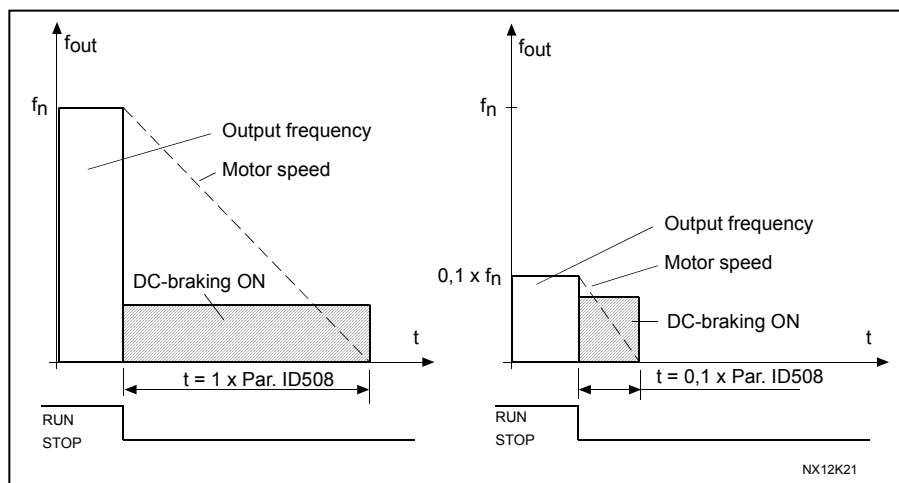 fout
fn
Output frequency
Motor speed
DC-braking ON
t
t = 1 x Par. ID508
RUN
STOP
fout
fn
Output frequency
Motor speed
0,1 x fn
DC-braking ON
t
t = 0,1 x Par. ID508
RUN
STOP
NX12K21